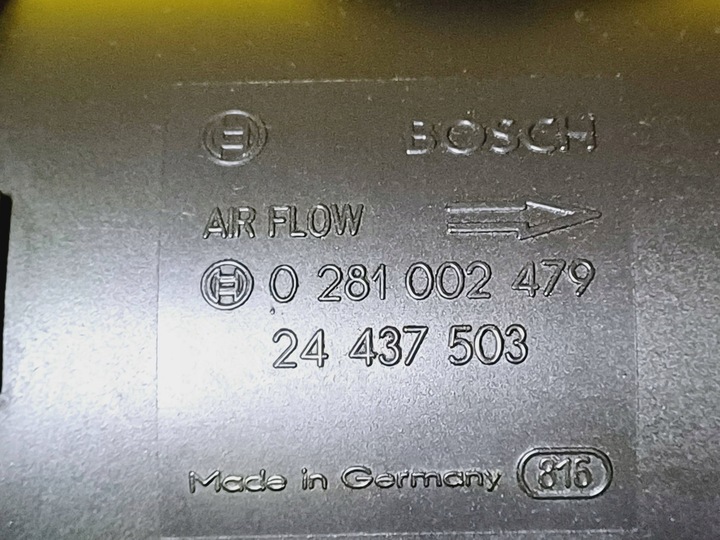 BOSCH
AIR FLOW
0 281 002 479
24 437 503
Made in Germany 816